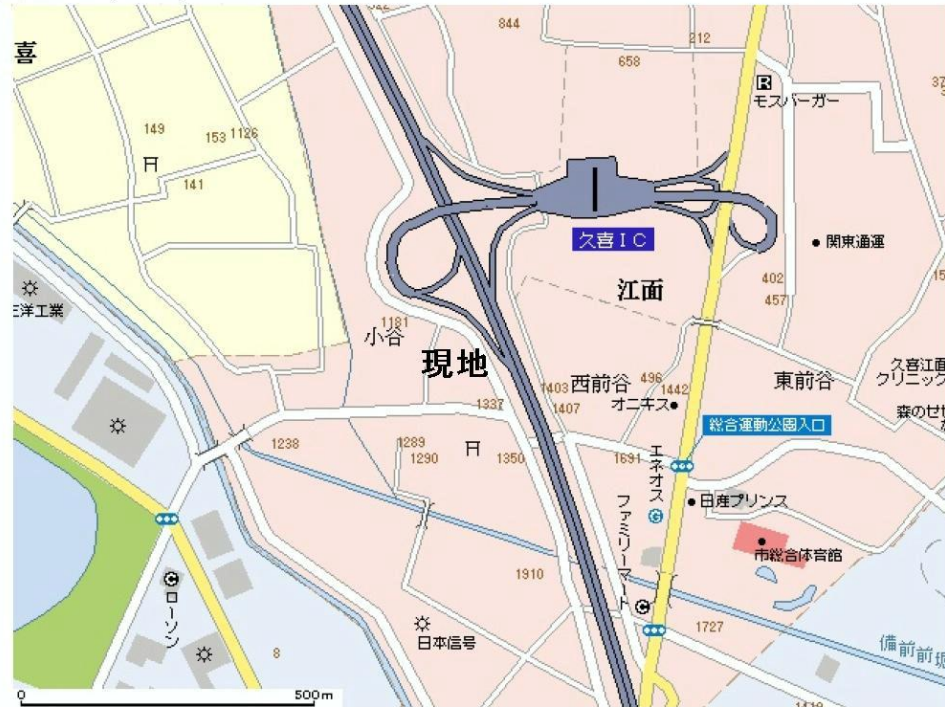 喜
844
212
658
モスバーガー
149
153
1126
141
久喜IC
関東通運
402
457
江面
1181
小谷
現地
西前谷
496
1403
1442
1407
オニキス
東前谷
久喜江面
クリニック
1337
総合運動公園入口
1238
1289
1290
1350
1691
エネオス
日産プリンス
ファミリーマート
市総合体育館
1910
ローソン
日本信号
1727
8
備前前堀
0
500m